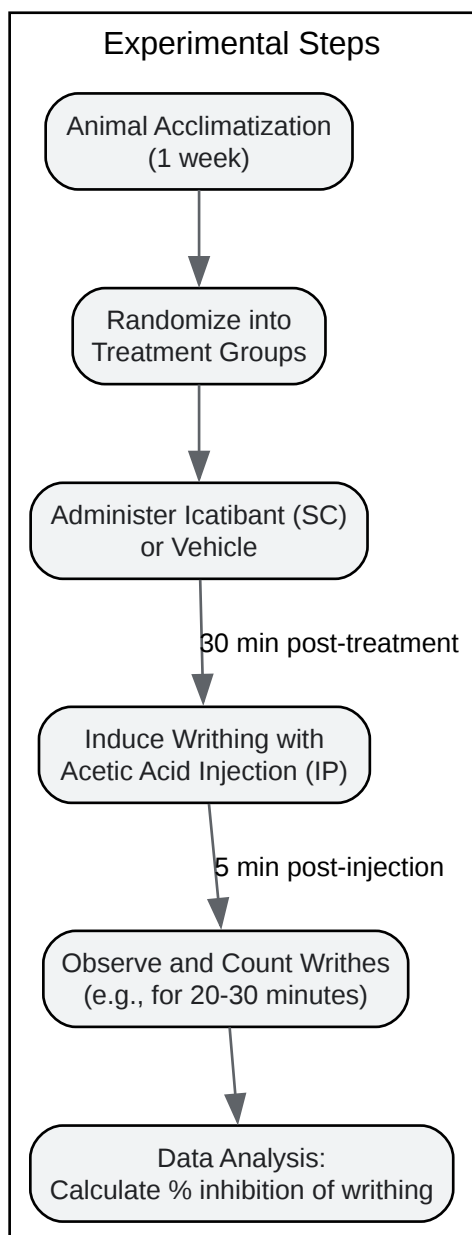 Experimental Steps
Animal Acclimatization
(1 week)
Randomize into
Treatment Groups
Administer Icatibant (SC)
or Vehicle
30 min post-treatment
Induce Writhing with
Acetic Acid Injection (IP)
5 min post-injection
Observe and Count Writhes
(e.g., for 20-30 minutes)
Data Analysis:
Calculate % inhibition of writhing